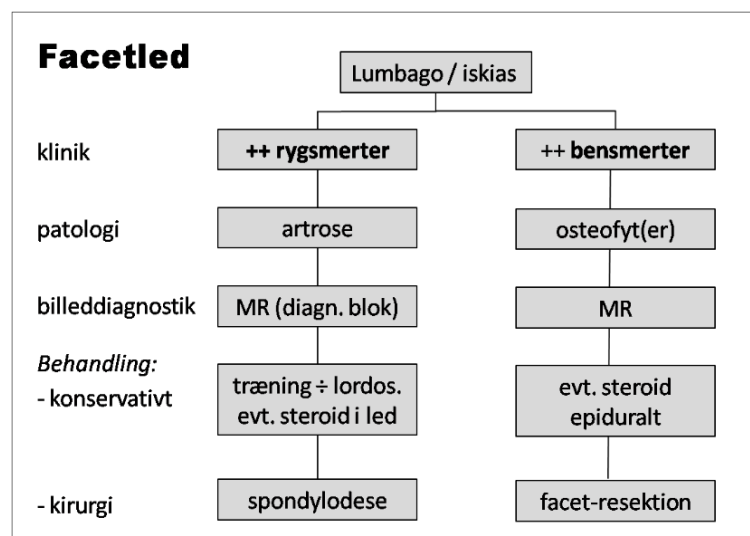 Facetled
Lumbago / iskias
klinik
++ rygsmerter
++ bensmerter
patologi
artrose
osteofyt(er)
billeddiagnostik
MR (diagn. blok)
MR
Behandling:
- konservativt
træning ÷ lordos.
evt. steroid i led
evt. steroid
epiduralt
- kirurgi
spondylodese
facet-resektion